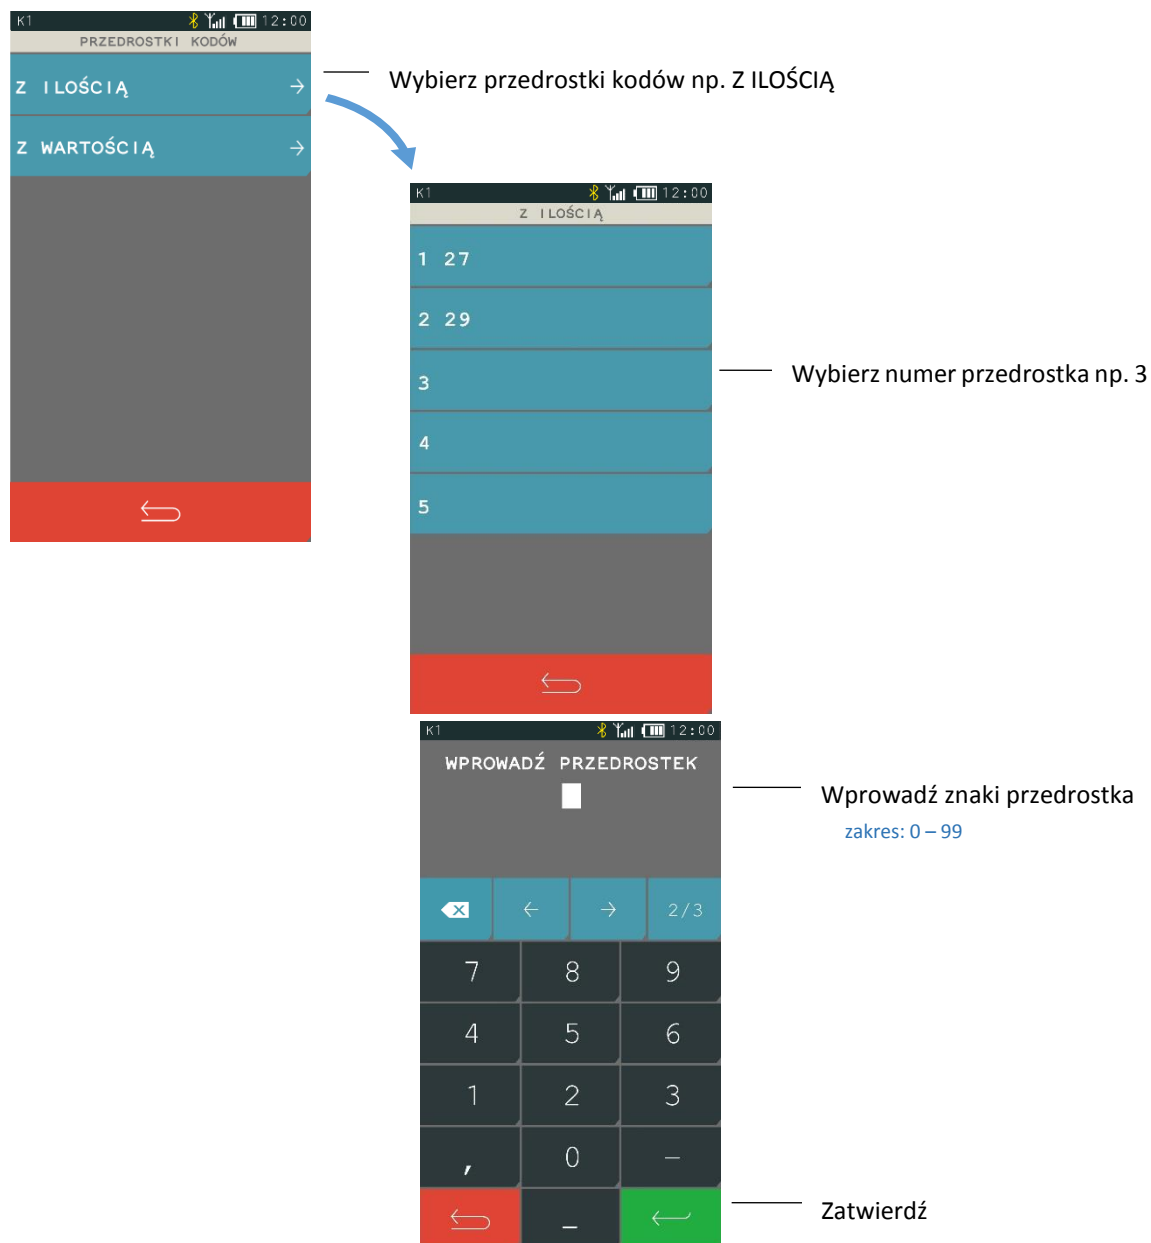 K1 12:00
PRZEDROSTKI KODÓW
Z ILOŚCIĄ →
Z WARTOŚCIĄ →
Wybierz przedrostki kodów np. Z ILOŚCIĄ
K1 12:00
Z ILOŚCIĄ
1 27
2 29
3
4
5
Wybierz numer przedrostka np. 3
K1 12:00
WPROWADŹ PRZEDROSTEK
Wprowadź znaki przedrostka
zakres: 0 – 99
← → 2/3
7 8 9
4 5 6
1 2 3
, 0 –
_
Zatwierdź